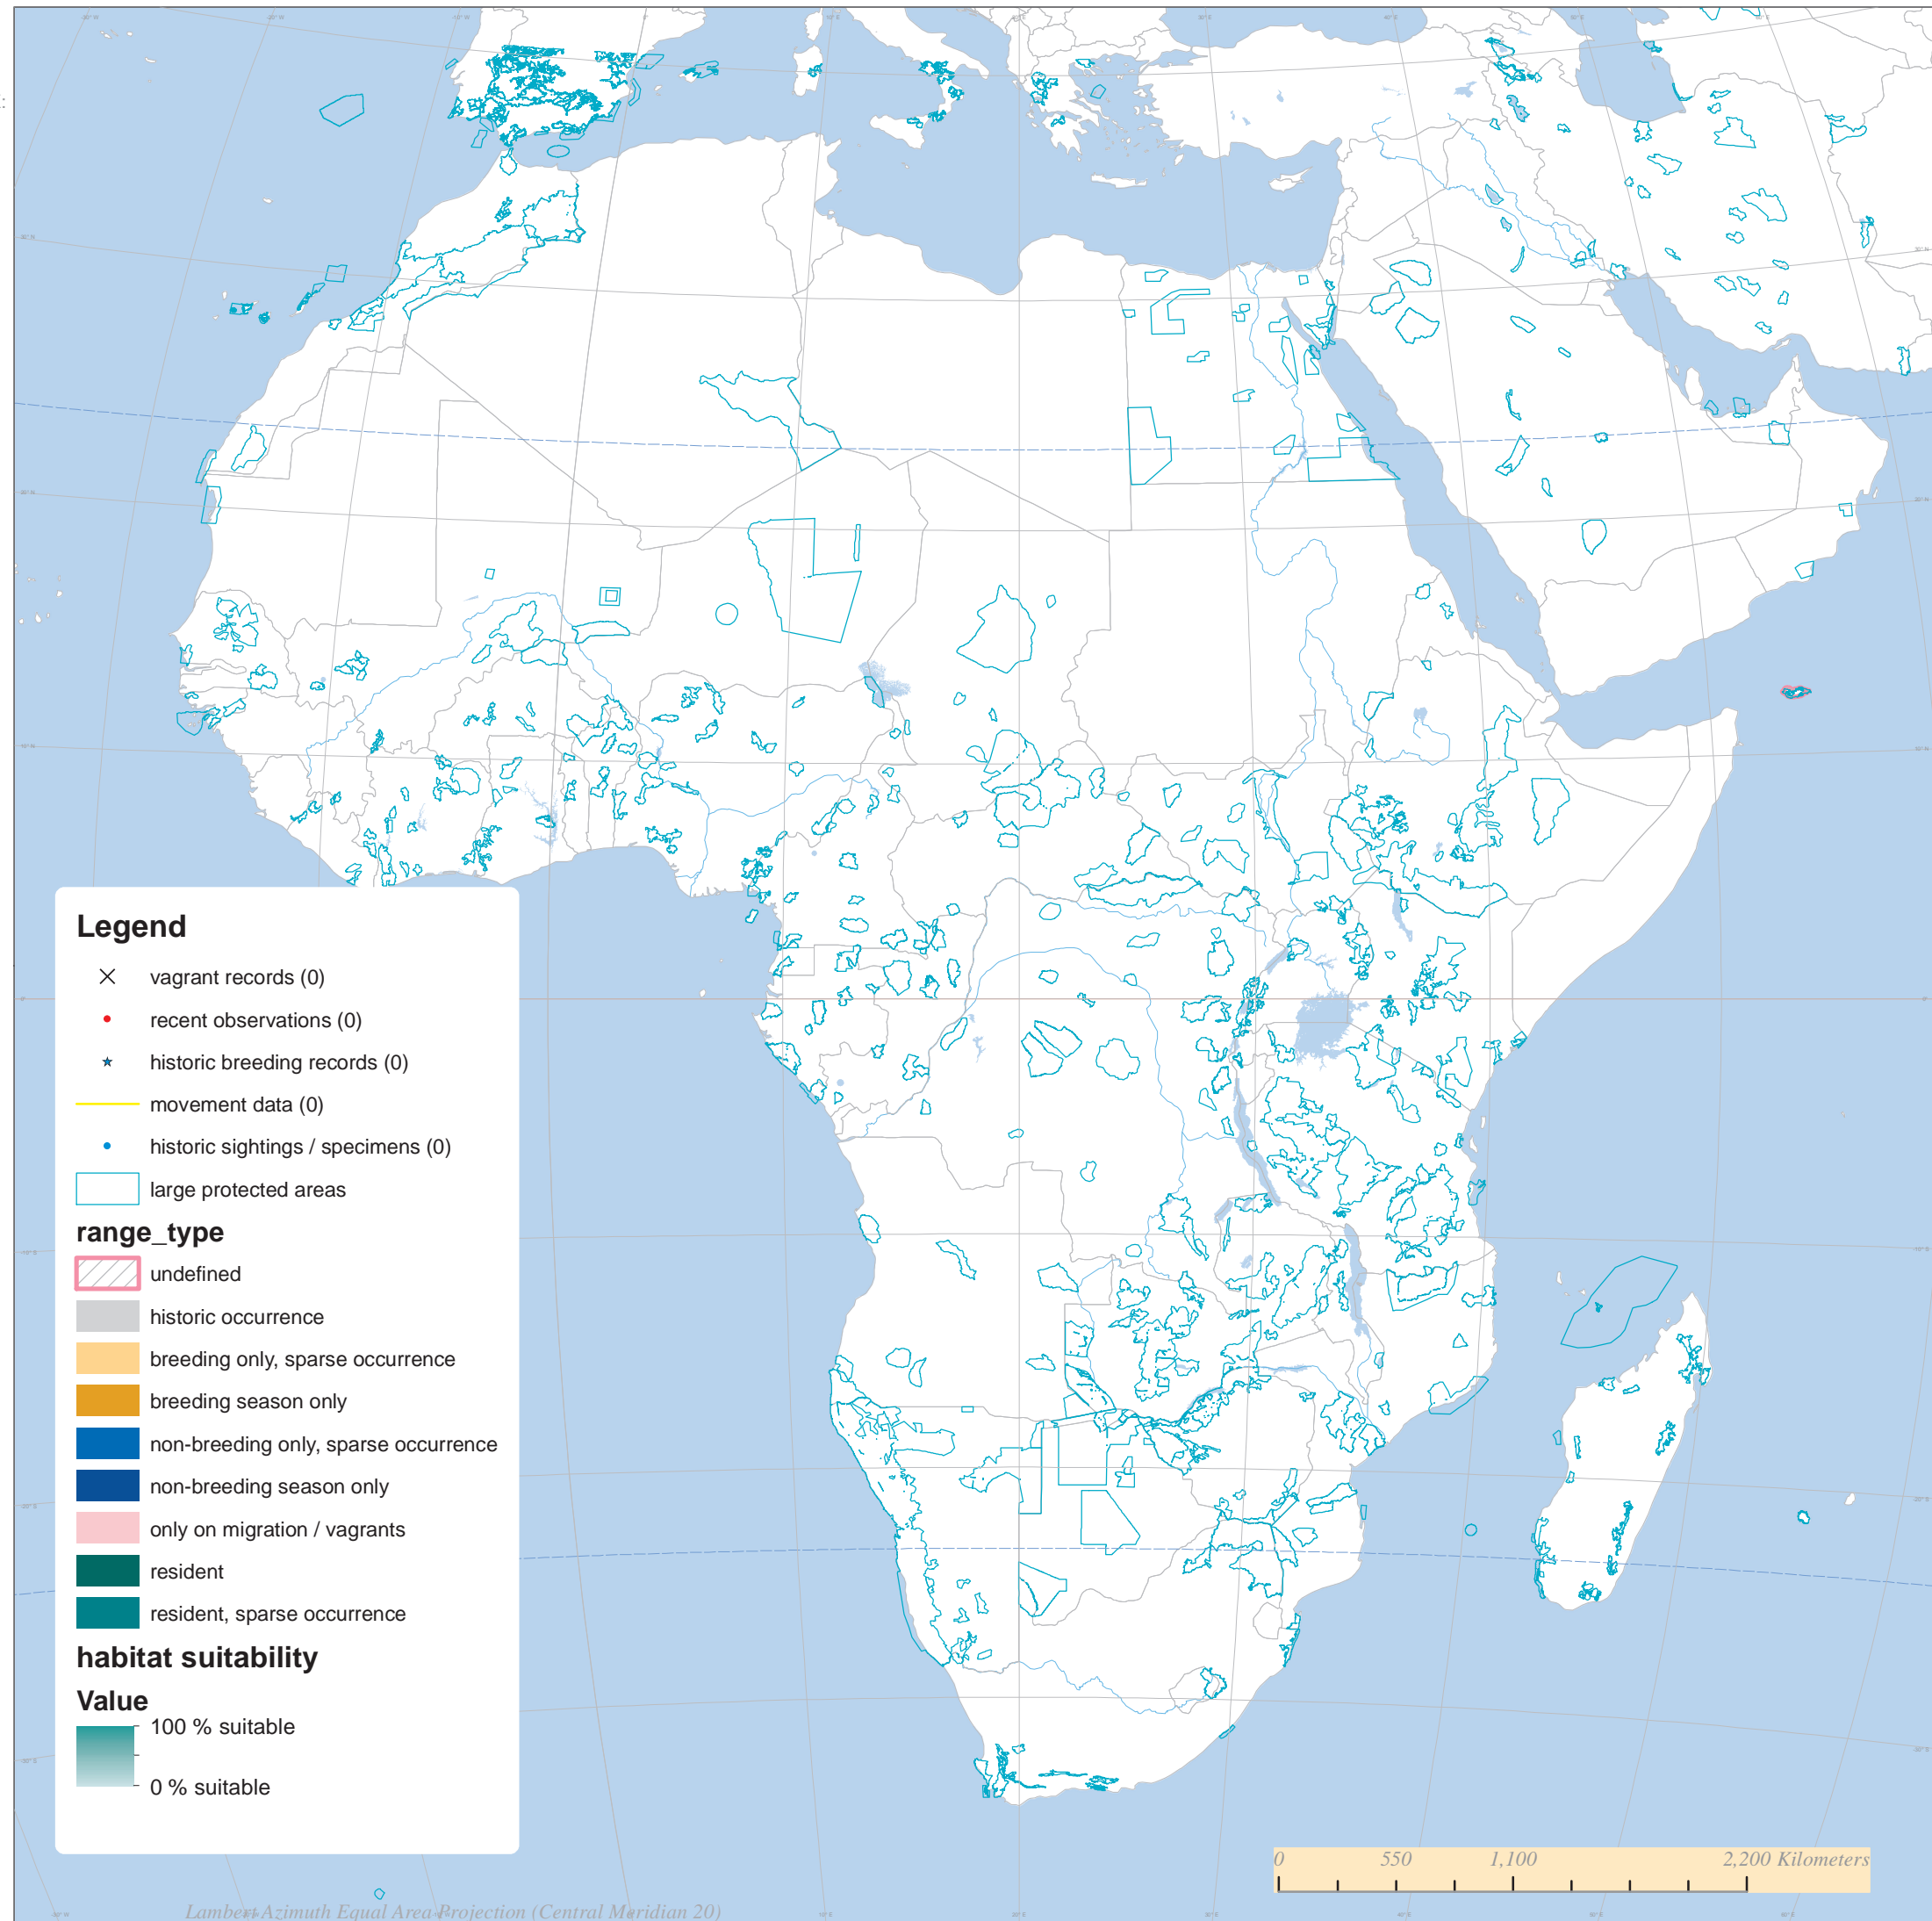 Legend
vagrant records (0)
recent observations (0)
historic breeding records (0)
movement data (0)
historic sightings / specimens (0)
large protected areas
range_type
undefined
historic occurrence
breeding only, sparse occurrence
breeding season only
non-breeding only, sparse occurrence
non-breeding season only
only on migration / vagrants
resident
resident, sparse occurrence
habitat suitability
Value
100 % suitable
0 % suitable
0 550 1,100 2,200 Kilometers
Lambert Azimuth Equal Area Projection (Central Meridian 20)